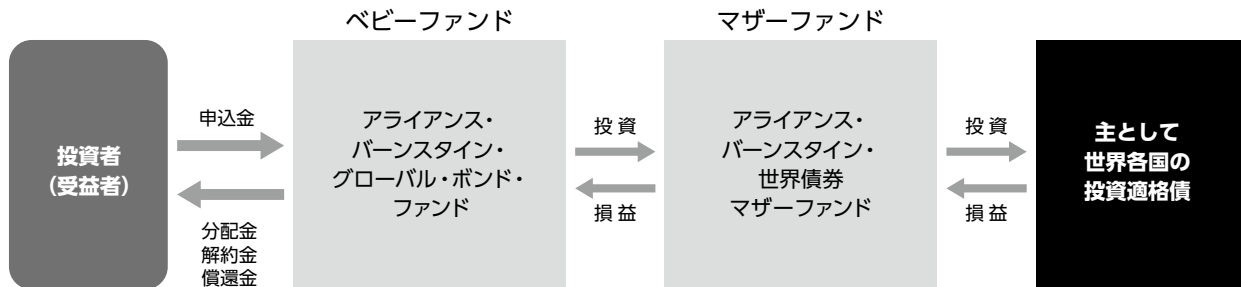 ベビーファンド
マザーファンド
投資者
（受益者）
申込金
分配金
解約金
償還金
アライアンス・
バーンスタイン・
グローバル・ボンド・
ファンド
投資
損益
アライアンス・
バーンスタイン・
世界債券
マザーファンド
投資
損益
主として
世界各国の
投資適格債